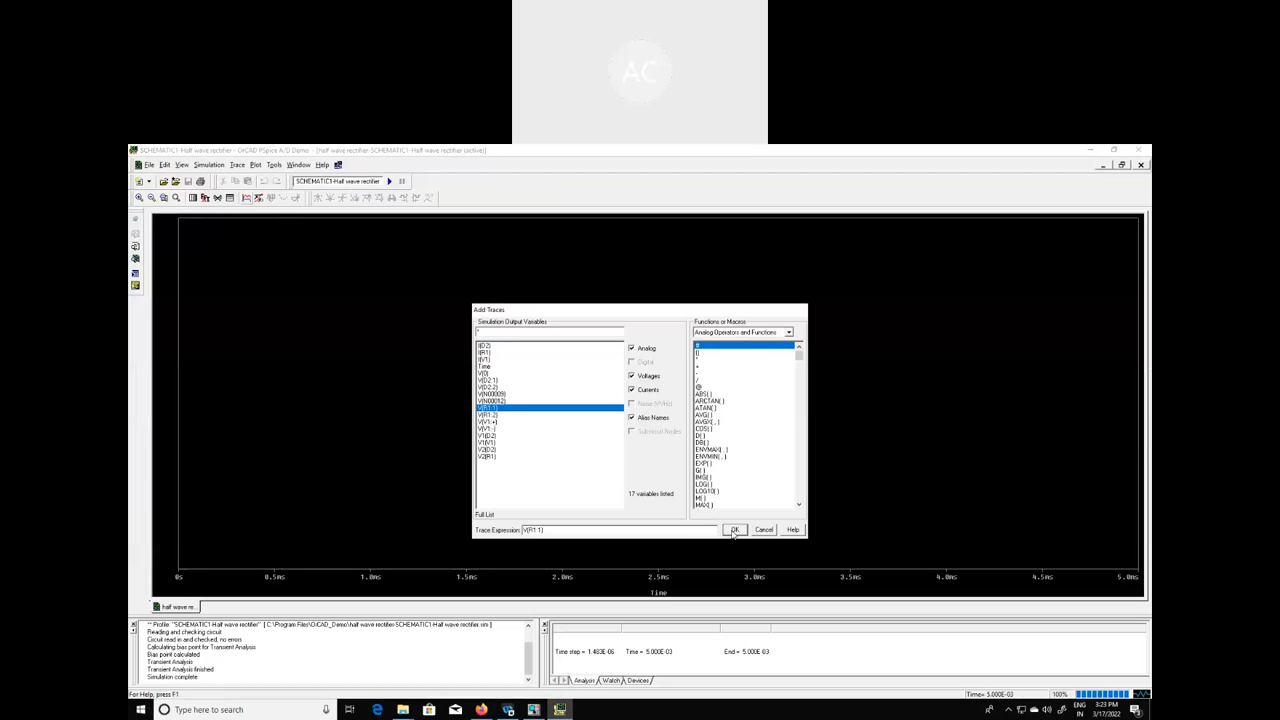 AC
SCHEMATIC1-Half wave rectifier - OrCAD PSpice A/D Demo - [half wave rectifier-SCHEMATIC1-Half wave rectifier (active)]
File Edit View Simulation Trace Plot Tools Window Help
SCHEMATIC1-Half wave rectifier
Add Traces
Simulation Output Variables
*
I(D2)
I(R1)
I(V1)
Time
V(0)
V(D2:1)
V(D2:2)
V(N00009)
V(N00012)
V(R1:1)
V(R1:2)
V(V1:+)
V(V1:-)
V1(D2)
V1(V1)
V2(D2)
V2(R1)
Full List
Analog
Digital
Voltages
Currents
Noise (V²/Hz)
Alias Names
Subcircuit Nodes
17 variables listed
Functions or Macros
Analog Operators and Functions
#
()
*
+
-
/
@
ABS( )
ARCTAN( )
ATAN( )
AVG( )
AVGX( , )
COS( )
D( )
DB( )
ENVMAX( , )
ENVMIN( , )
EXP( )
G( )
IMG( )
LOG( )
LOG10( )
M( )
MAX( )
Trace Expression: V(R1:1) OK Cancel Help
0s 0.5ms 1.0ms 1.5ms 2.0ms 2.5ms 3.0ms 3.5ms 4.0ms 4.5ms 5.0ms
Time
half wave re...
** Profile: "SCHEMATIC1-Half wave rectifier" [ C:\Program Files\OrCAD_Demo\half wave rectifier-SCHEMATIC1-Half wave rectifier.sim ]
Reading and checking circuit
Circuit read in and checked, no errors
Calculating bias point for Transient Analysis
Bias point calculated
Transient Analysis
Transient Analysis finished
Simulation complete
Time step = 1.483E-06 Time = 5.000E-03 End = 5.000E-03
Analysis Watch Devices
For Help, press F1 Time= 5.000E-03 100%
Type here to search
ENG
IN
3:23 PM
3/17/2022
3